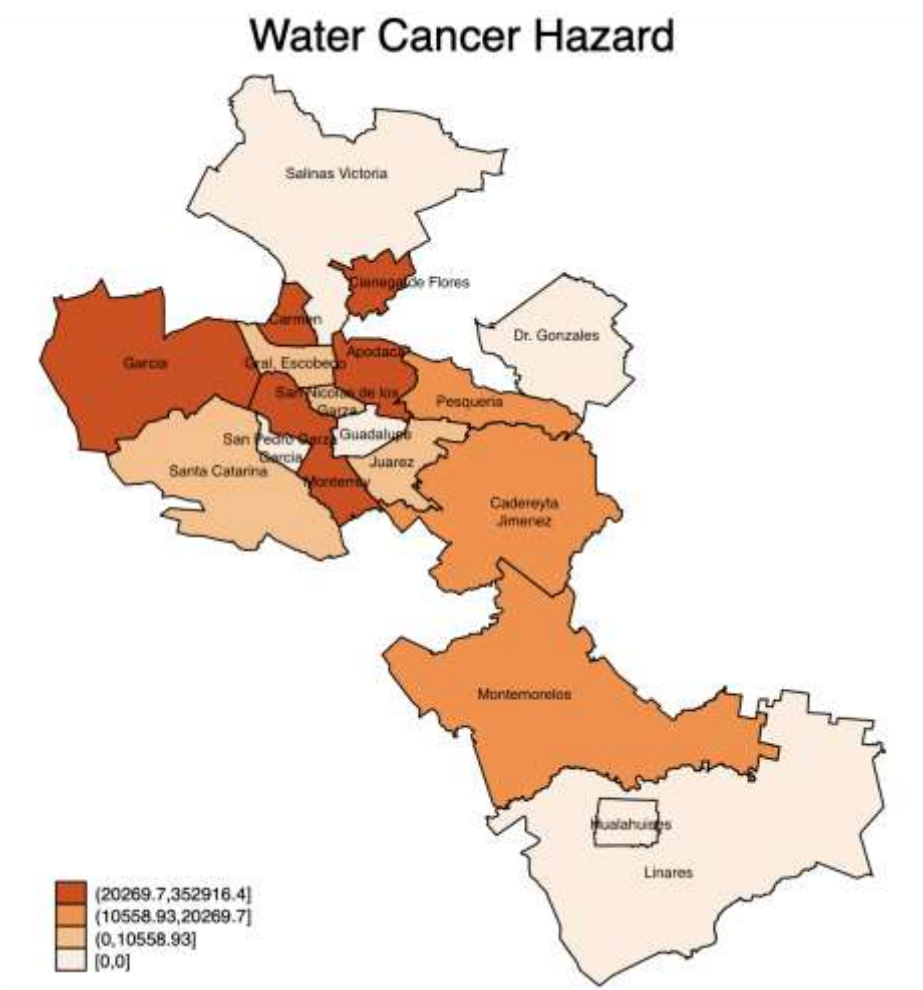 Water Cancer Hazard
Salinas Victoria
Cienega de Flores
Carmen
Dr. Gonzales
Garcia
Gral. Escobedo
Apodaca
San Nicolas de los
Garza
Pesqueria
San Pedro Garza
Garcia
Guadalupe
Santa Catarina
Juarez
Monterrey
Cadereyta
Jimenez
Montemorelos
Hualahuises
Linares
(20269.7,352916.4]
(10558.93,20269.7]
(0,10558.93]
[0,0]